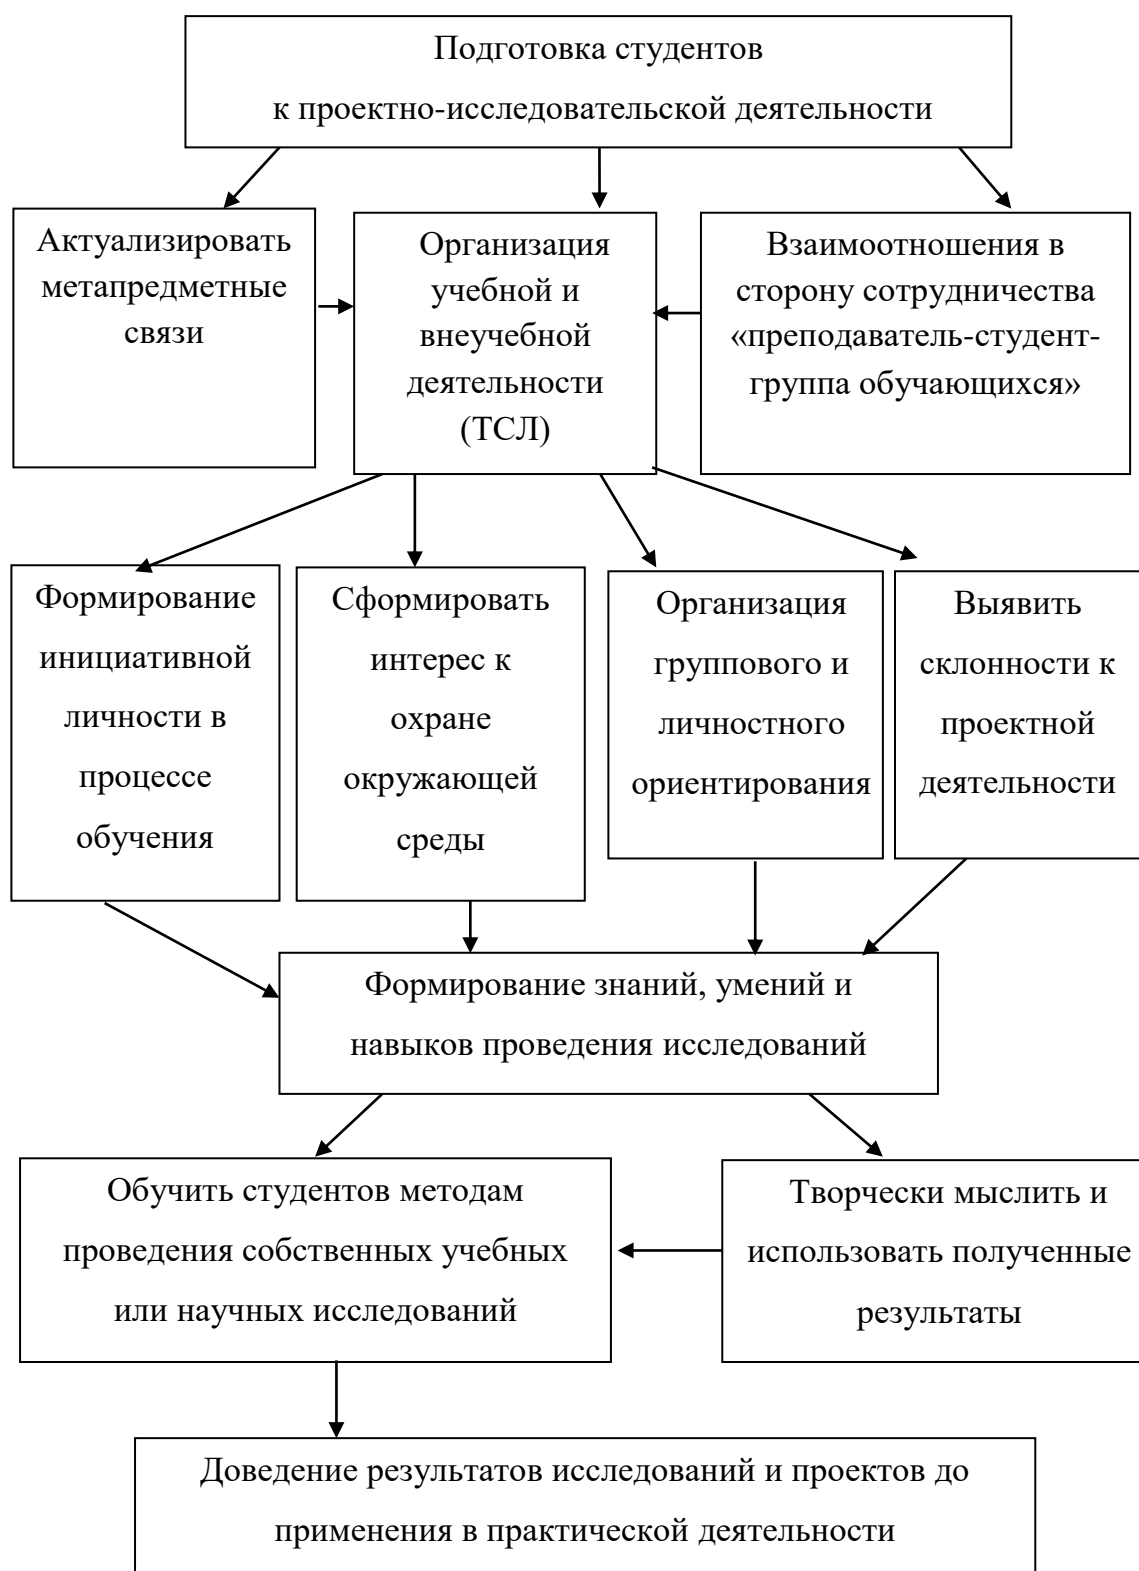 Подготовка студентов
к проектно-исследовательской деятельности
Актуализировать
метапредметные
связи
Организация
учебной и
внеучебной
деятельности
(ТСЛ)
Взаимоотношения в
сторону сотрудничества
«преподаватель-студент-
группа обучающихся»
Формирование
инициативной
личности в
процессе
обучения
Сформировать
интерес к
охране
окружающей
среды
Организация
группового и
личностного
ориентирования
Выявить
склонности к
проектной
деятельности
Формирование знаний, умений и
навыков проведения исследований
Обучить студентов методам
проведения собственных учебных
или научных исследований
Творчески мыслить и
использовать полученные
результаты
Доведение результатов исследований и проектов до
применения в практической деятельности